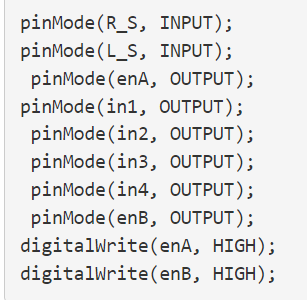 pinMode(R_S, INPUT);
pinMode(L_S, INPUT);
pinMode(enA, OUTPUT);
pinMode(in1, OUTPUT);
pinMode(in2, OUTPUT);
pinMode(in3, OUTPUT);
pinMode(in4, OUTPUT);
pinMode(enB, OUTPUT);
digitalWrite(enA, HIGH);
digitalWrite(enB, HIGH);